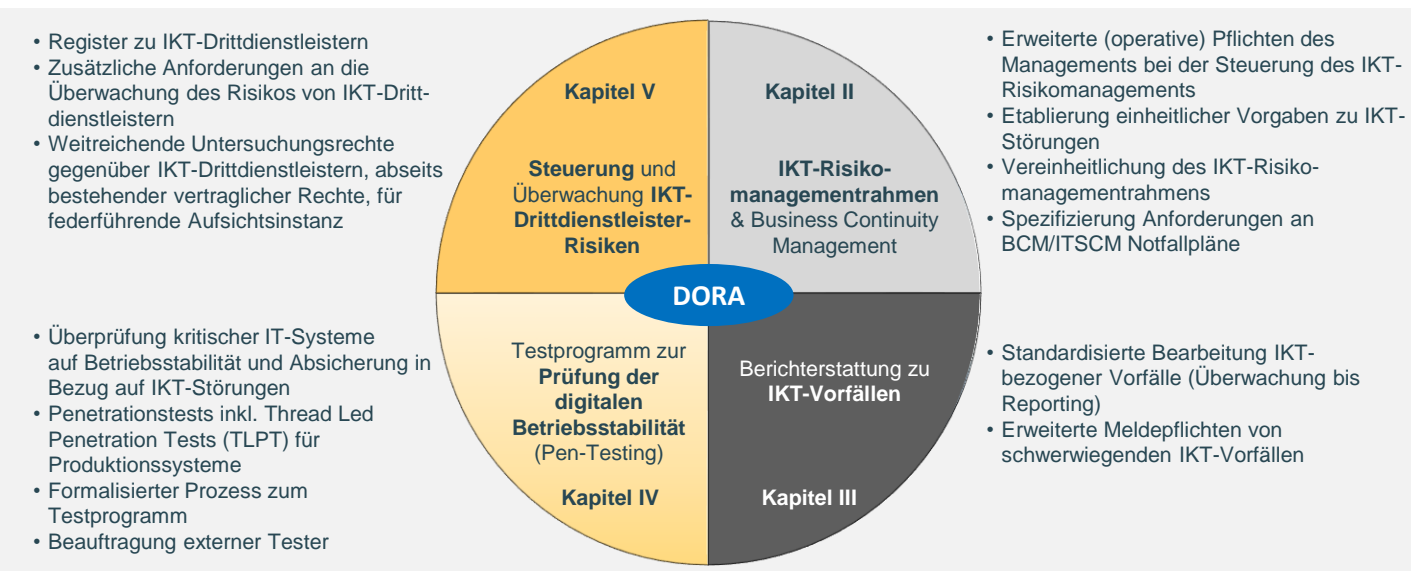 • Register zu IKT-Drittdienstleistern
• Zusätzliche Anforderungen an die
Überwachung des Risikos von IKT-Dritt-
dienstleistern
• Weitreichende Untersuchungsrechte
gegenüber IKT-Drittdienstleistern, abseits
bestehender vertraglicher Rechte, für
federführende Aufsichtsinstanz
Kapitel V
Steuerung und
Überwachung IKT-
Drittdienstleister-
Risiken
Kapitel II
IKT-Risiko-
managementrahmen
& Business Continuity
Management
• Erweiterte (operative) Pflichten des
Managements bei der Steuerung des IKT-
Risikomanagements
• Etablierung einheitlicher Vorgaben zu IKT-
Störungen
• Vereinheitlichung des IKT-Risiko-
managementrahmens
• Spezifizierung Anforderungen an
BCM/ITSCM Notfallpläne
DORA
• Überprüfung kritischer IT-Systeme
auf Betriebsstabilität und Absicherung in
Bezug auf IKT-Störungen
• Penetrationstests inkl. Thread Led
Penetration Tests (TLPT) für
Produktionssysteme
• Formalisierter Prozess zum
Testprogramm
• Beauftragung externer Tester
Testprogramm zur
Prüfung der
digitalen
Betriebsstabilität
(Pen-Testing)
Kapitel IV
Berichterstattung zu
IKT-Vorfällen
Kapitel III
• Standardisierte Bearbeitung IKT-
bezogener Vorfälle (Überwachung bis
Reporting)
• Erweiterte Meldepflichten von
schwerwiegenden IKT-Vorfällen